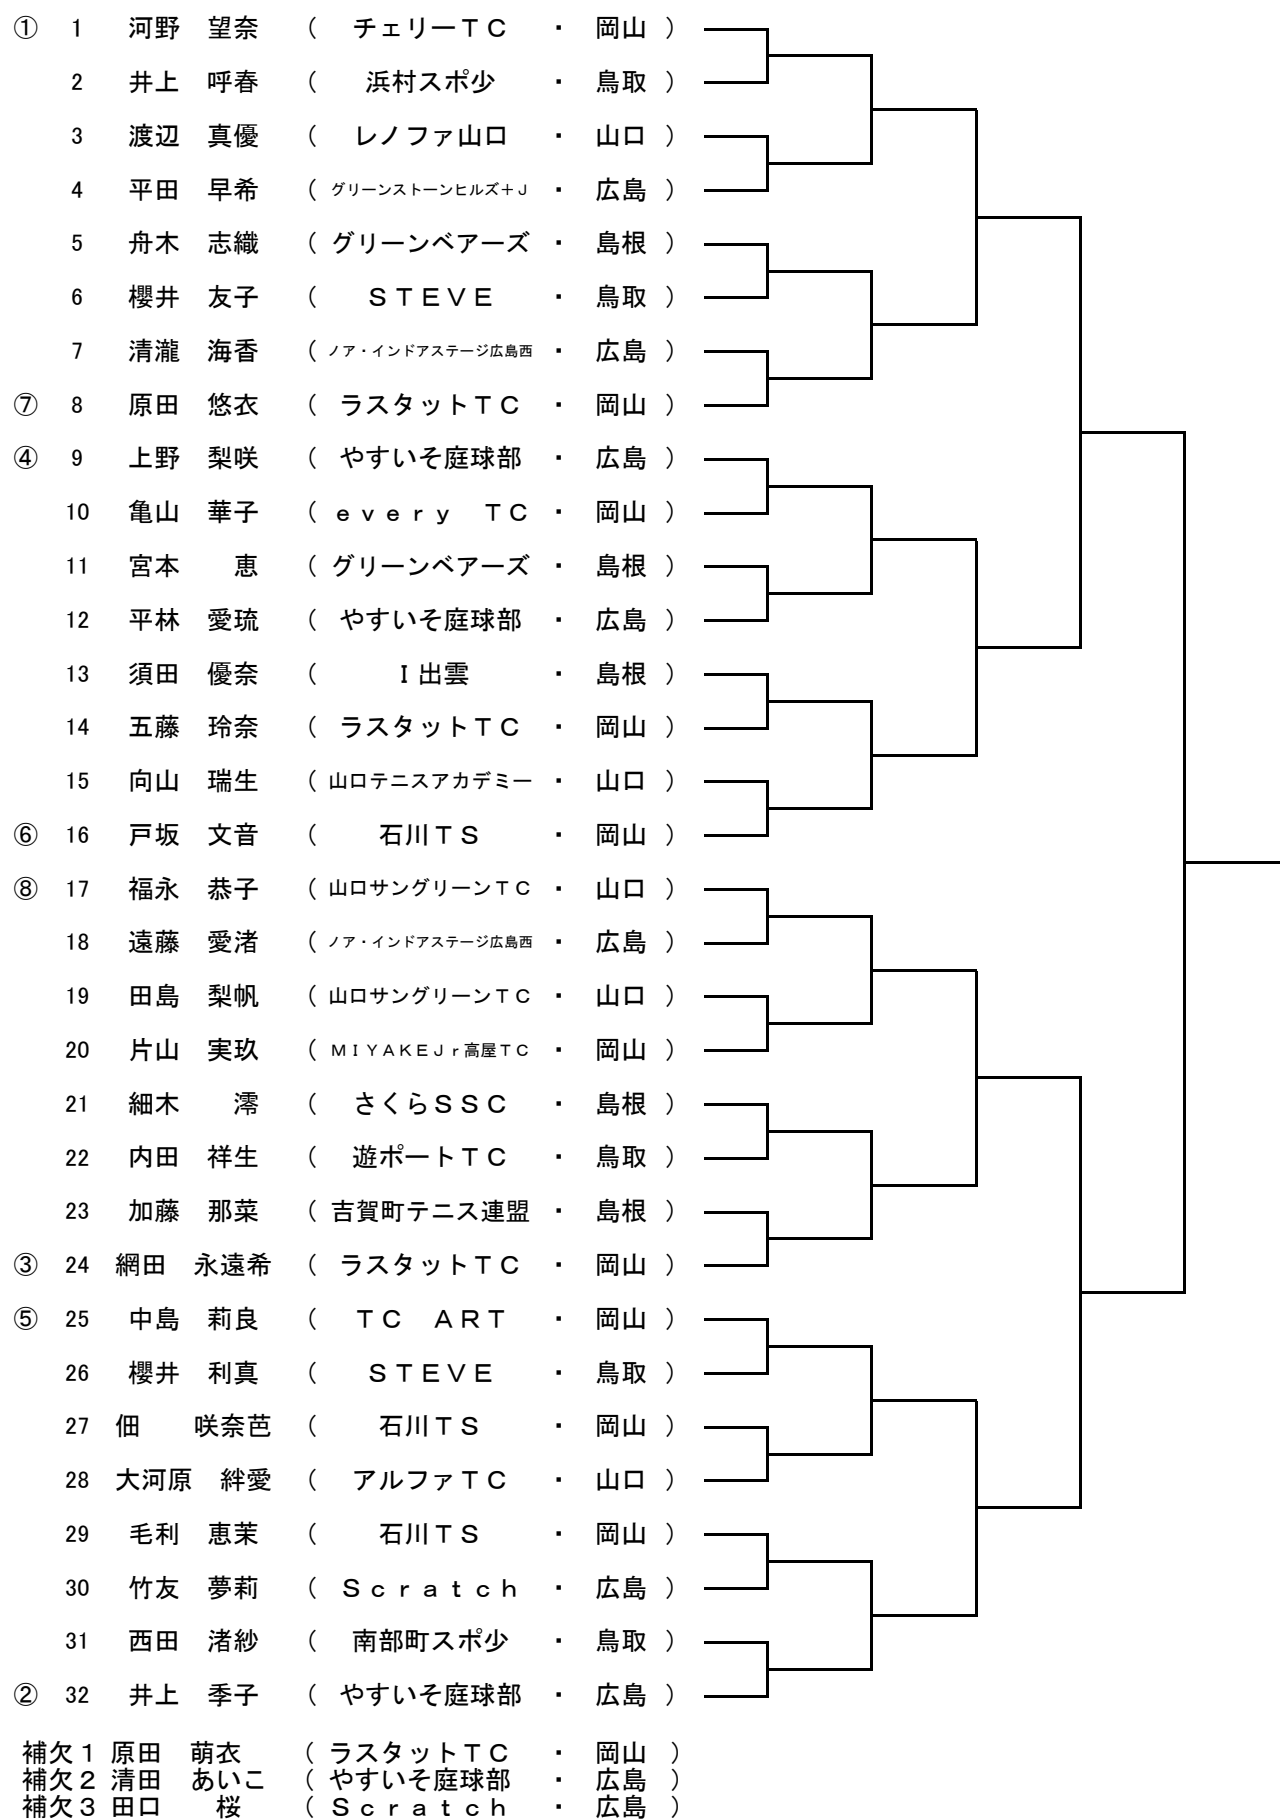 ① 1 河野 望奈 （ チェリーＴＣ ・ 岡山 ）
2 井上 呼春 （ 浜村スポ少 ・ 鳥取 ）
3 渡辺 真優 （ レノファ山口 ・ 山口 ）
4 平田 早希 （ グリーンストーンヒルズ＋Ｊ ・ 広島 ）
5 舟木 志織 （ グリーンベアーズ ・ 島根 ）
6 櫻井 友子 （ ＳＴＥＶＥ ・ 鳥取 ）
7 清瀧 海香 （ ノア・インドアステージ広島西 ・ 広島 ）
⑦ 8 原田 悠衣 （ ラスタットＴＣ ・ 岡山 ）
④ 9 上野 梨咲 （ やすいそ庭球部 ・ 広島 ）
10 亀山 華子 （ ｅｖｅｒｙ ＴＣ ・ 岡山 ）
11 宮本 恵 （ グリーンベアーズ ・ 島根 ）
12 平林 愛琉 （ やすいそ庭球部 ・ 広島 ）
13 須田 優奈 （ Ｉ出雲 ・ 島根 ）
14 五藤 玲奈 （ ラスタットＴＣ ・ 岡山 ）
15 向山 瑞生 （ 山口テニスアカデミー ・ 山口 ）
⑥ 16 戸坂 文音 （ 石川ＴＳ ・ 岡山 ）
⑧ 17 福永 恭子 （ 山口サングリーンＴＣ ・ 山口 ）
18 遠藤 愛渚 （ ノア・インドアステージ広島西 ・ 広島 ）
19 田島 梨帆 （ 山口サングリーンＴＣ ・ 山口 ）
20 片山 実玖 （ ＭＩＹＡＫＥＪｒ高屋ＴＣ ・ 岡山 ）
21 細木 澪 （ さくらＳＳＣ ・ 島根 ）
22 内田 祥生 （ 遊ポートＴＣ ・ 鳥取 ）
23 加藤 那菜 （ 吉賀町テニス連盟 ・ 島根 ）
③ 24 網田 永遠希 （ ラスタットＴＣ ・ 岡山 ）
⑤ 25 中島 莉良 （ ＴＣ ＡＲＴ ・ 岡山 ）
26 櫻井 利真 （ ＳＴＥＶＥ ・ 鳥取 ）
27 佃 咲奈芭 （ 石川ＴＳ ・ 岡山 ）
28 大河原 絆愛 （ アルファＴＣ ・ 山口 ）
29 毛利 恵茉 （ 石川ＴＳ ・ 岡山 ）
30 竹友 夢莉 （ Ｓｃｒａｔｃｈ ・ 広島 ）
31 西田 渚紗 （ 南部町スポ少 ・ 鳥取 ）
② 32 井上 季子 （ やすいそ庭球部 ・ 広島 ）
補欠１ 原田 萌衣 （ ラスタットＴＣ ・ 岡山 ）
補欠２ 清田 あいこ （ やすいそ庭球部 ・ 広島 ）
補欠３ 田口 桜 （ Ｓｃｒａｔｃｈ ・ 広島 ）